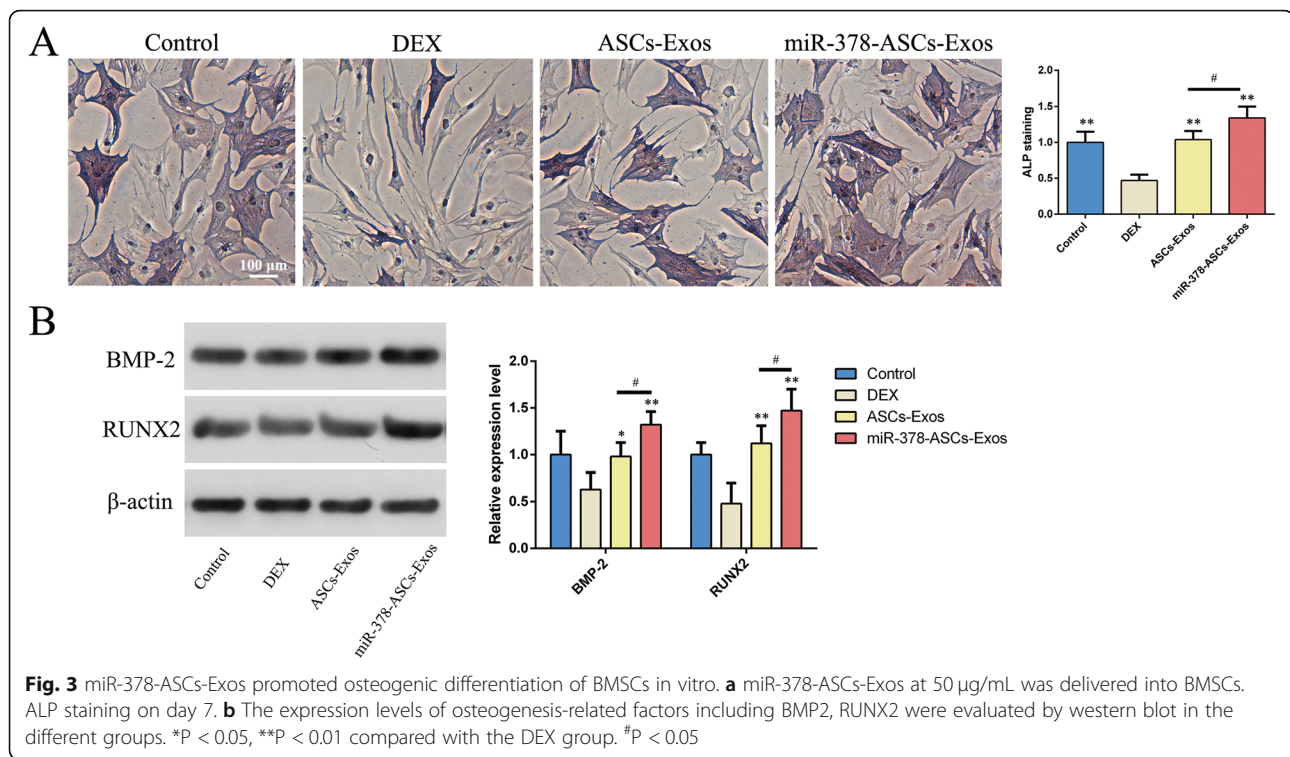 A
Control
DEX
ASCs-Exos
miR-378-ASCs-Exos
100 μm
ALP staining
2.0
1.5
1.0
0.5
0.0
**
**
#
**
Control
DEX
ASCs-Exos
miR-378-ASCs-Exos
B
BMP-2
RUNX2
β-actin
Control
DEX
ASCs-Exos
miR-378-ASCs-Exos
Relative expression level
2.0
1.5
1.0
0.5
0.0
*
#
**
**
#
**
BMP-2
RUNX2
Control
DEX
ASCs-Exos
miR-378-ASCs-Exos
Fig. 3 miR-378-ASCs-Exos promoted osteogenic differentiation of BMSCs in vitro. a miR-378-ASCs-Exos at 50 μg/mL was delivered into BMSCs.
ALP staining on day 7. b The expression levels of osteogenesis-related factors including BMP2, RUNX2 were evaluated by western blot in the
different groups. *P < 0.05, **P < 0.01 compared with the DEX group. #P < 0.05